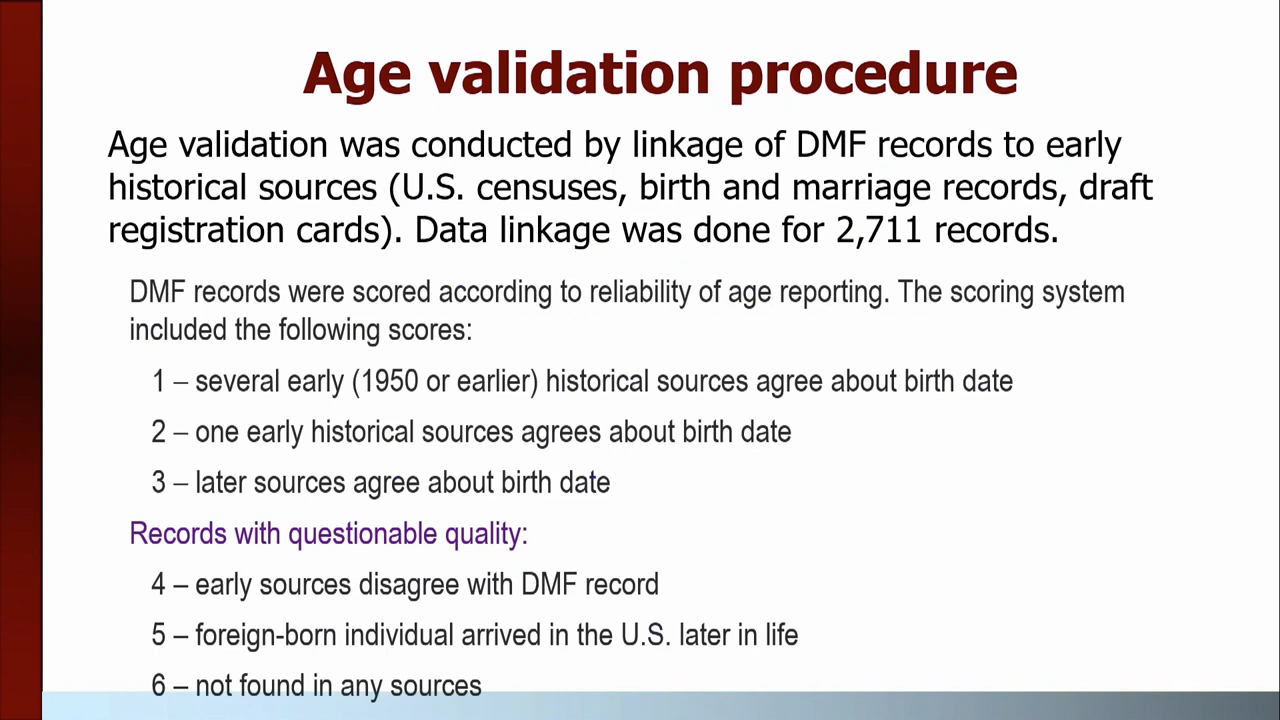 Age validation procedure
Age validation was conducted by linkage of DMF records to early
historical sources (U.S. censuses, birth and marriage records, draft
registration cards). Data linkage was done for 2,711 records.
DMF records were scored according to reliability of age reporting. The scoring system
included the following scores:
1 – several early (1950 or earlier) historical sources agree about birth date
2 – one early historical sources agrees about birth date
3 – later sources agree about birth date
Records with questionable quality:
4 – early sources disagree with DMF record
5 – foreign-born individual arrived in the U.S. later in life
6 – not found in any sources